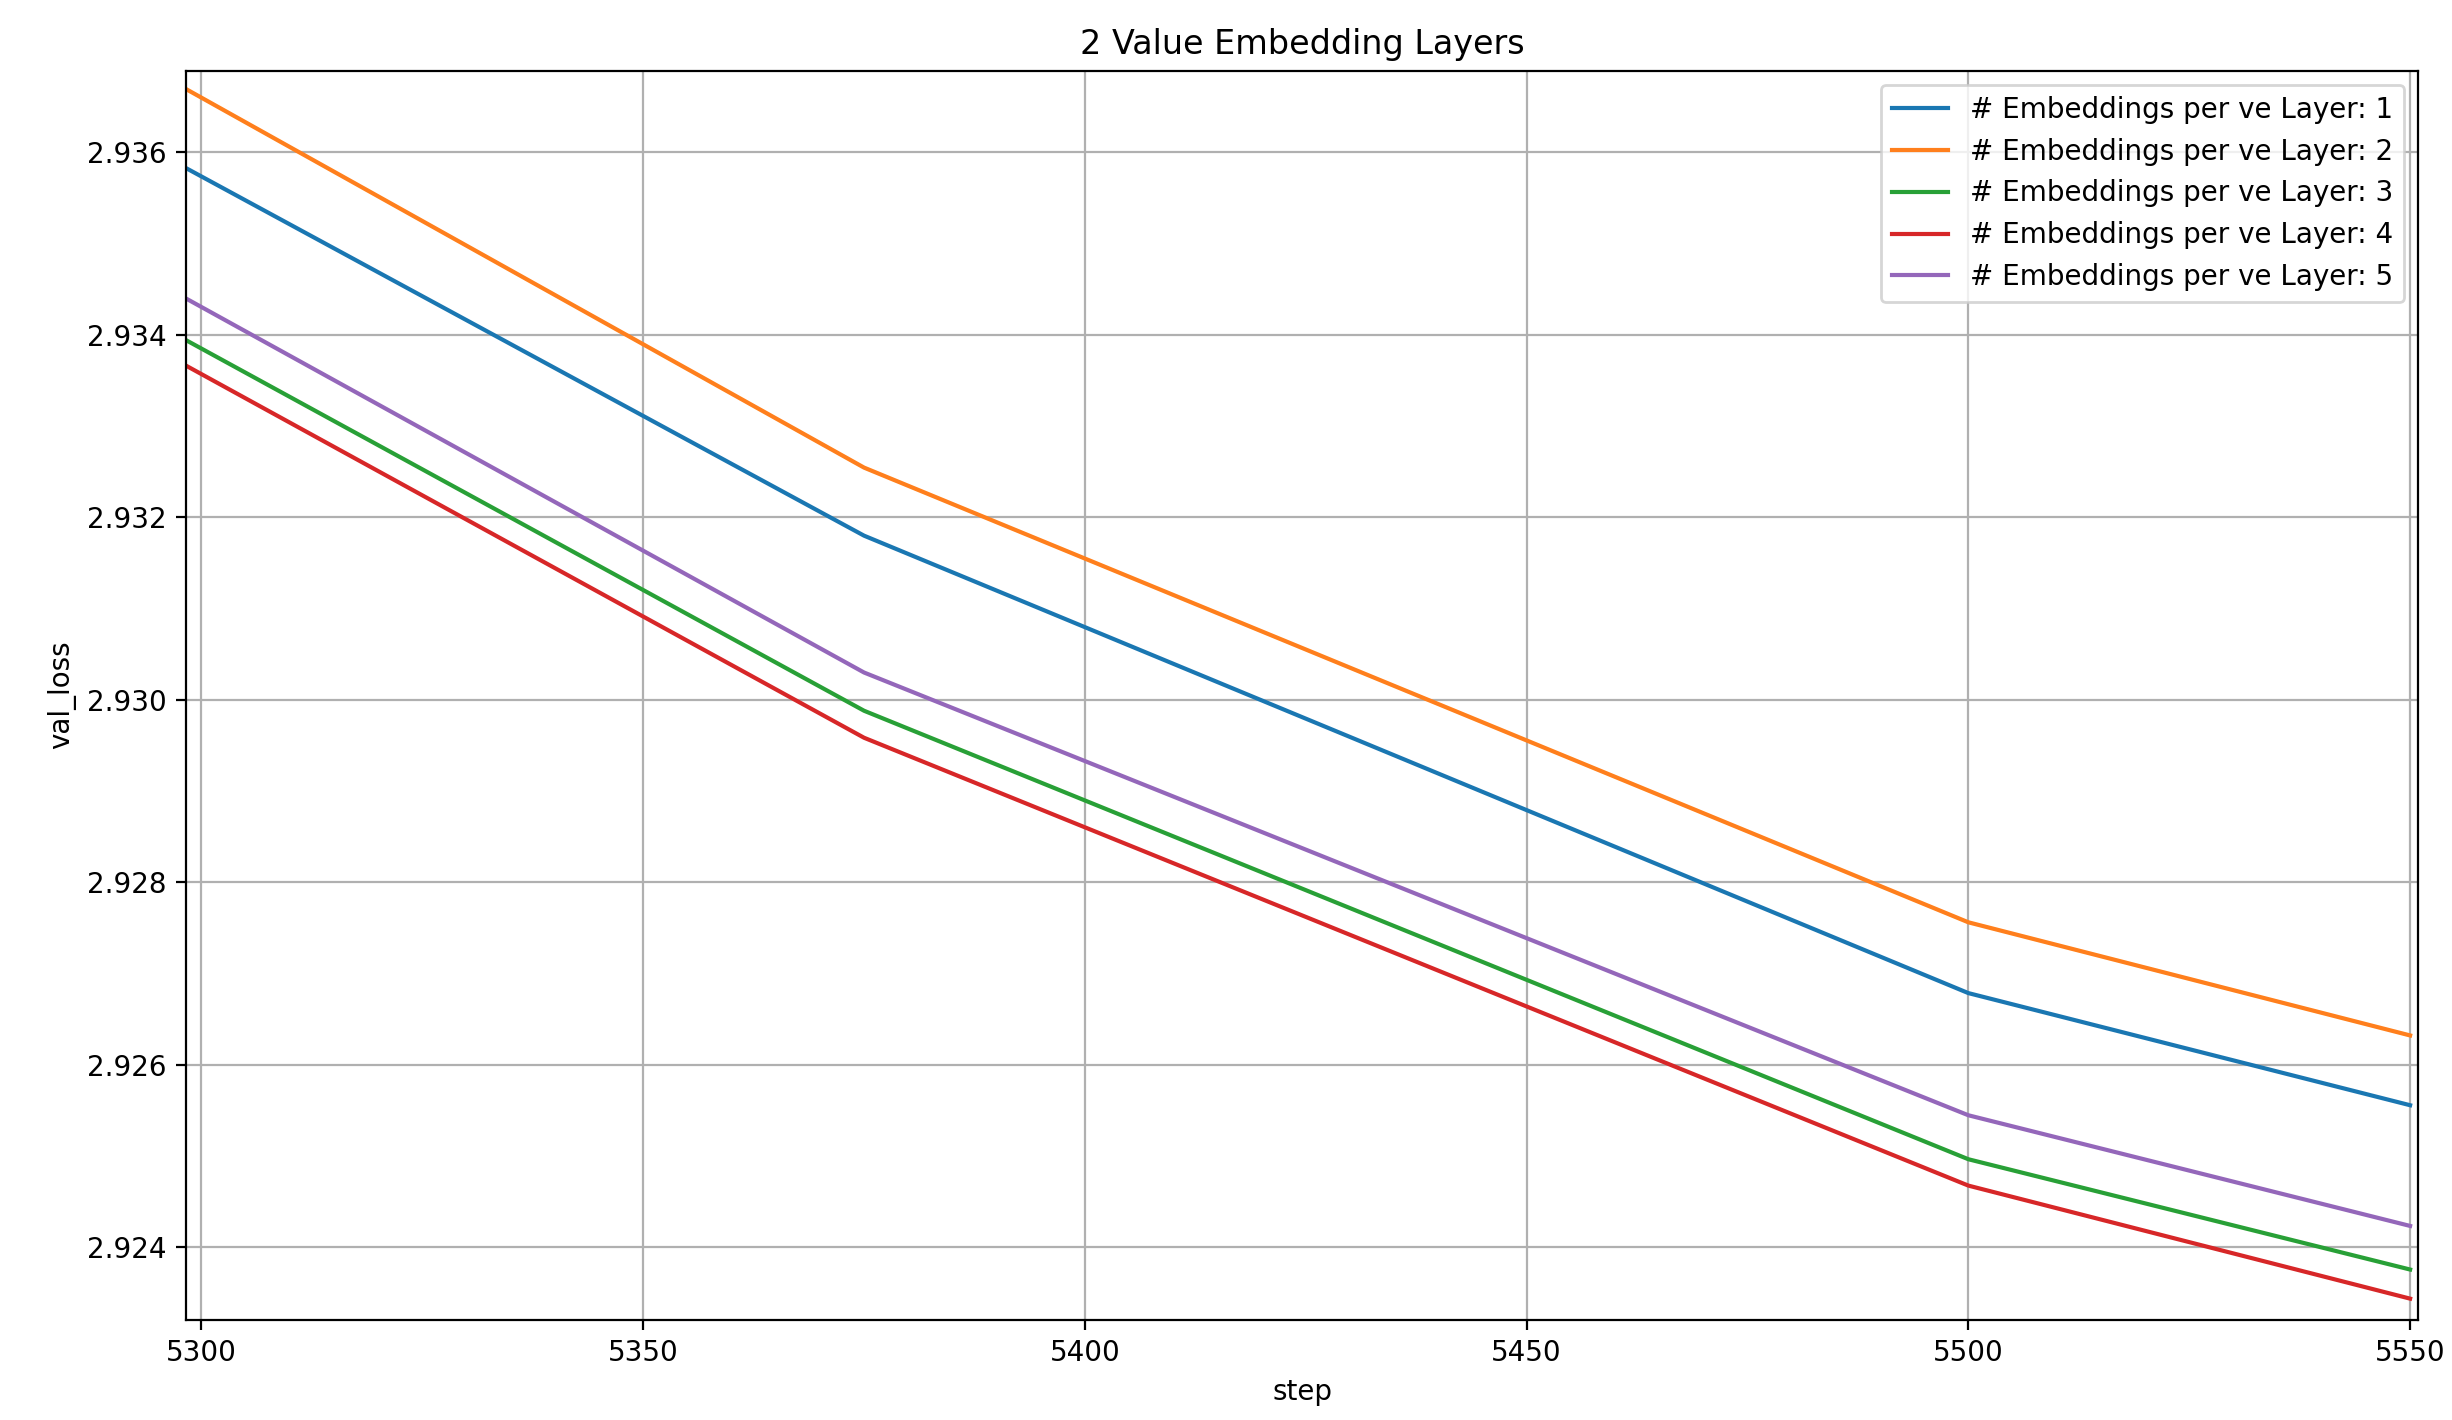 2 Value Embedding Layers
# Embeddings per ve Layer: 1
# Embeddings per ve Layer: 2
# Embeddings per ve Layer: 3
# Embeddings per ve Layer: 4
# Embeddings per ve Layer: 5
val_loss
2.936
2.934
2.932
2.930
2.928
2.926
2.924
5300 5350 5400 5450 5500 5550
step